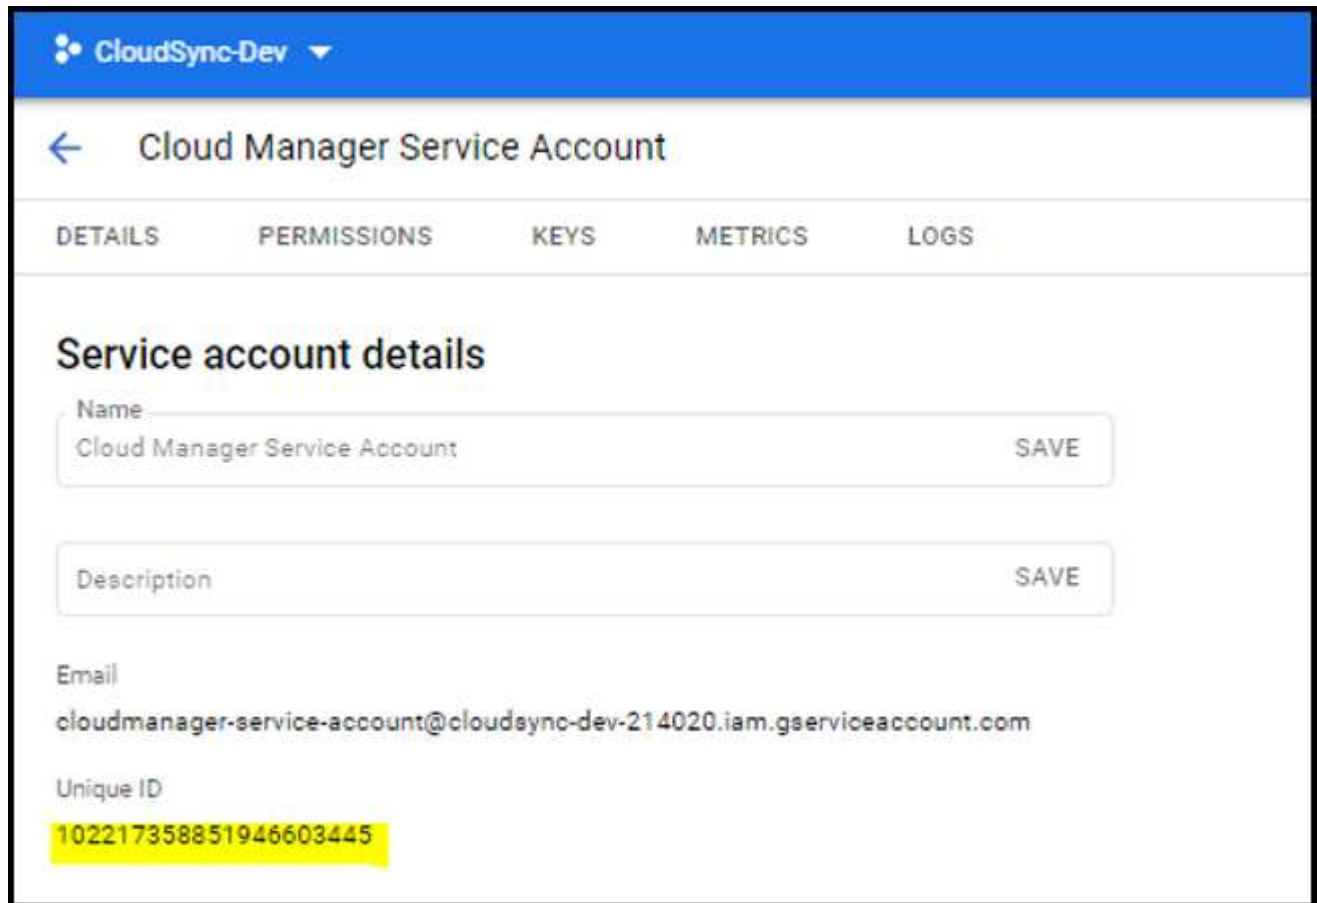 CloudSync-Dev
Cloud Manager Service Account
DETAILS PERMISSIONS KEYS METRICS LOGS
Service account details
Name
Cloud Manager Service Account SAVE
Description SAVE
Email
cloudmanager-service-account@cloudsync-dev-214020.iam.gserviceaccount.com
Unique ID
102217358851946603445